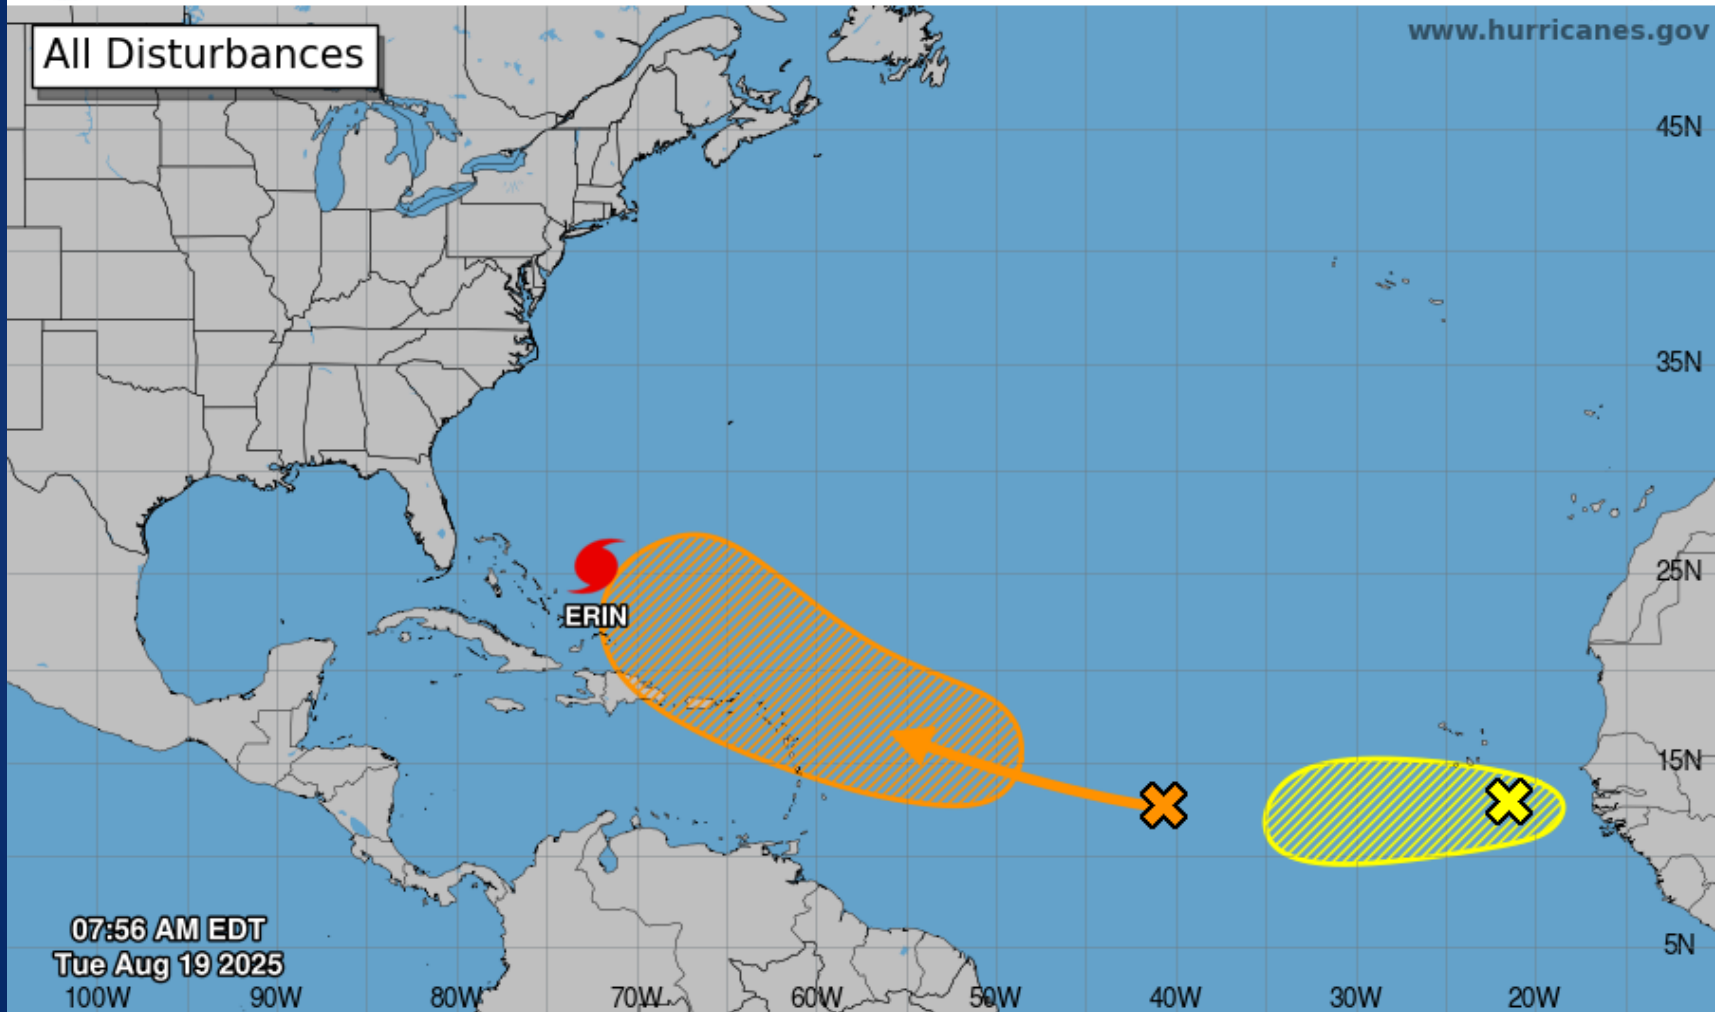 All Disturbances
www.hurricanes.gov
45N
35N
25N
ERIN
15N
07:56 AM EDT
Tue Aug 19 2025
5N
100W 90W 80W 70W 60W 50W 40W 30W 20W